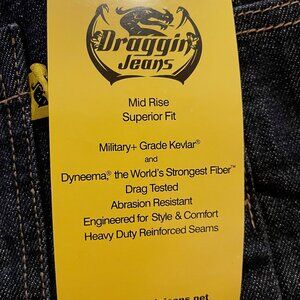 Draggin
Jeans
Mid Rise
Superior Fit
Military+ Grade Kevlar®
and
Dyneema,® the World's Strongest Fiber™
Drag Tested
Abrasion Resistant
Engineered for Style & Comfort
Heavy Duty Reinforced Seams